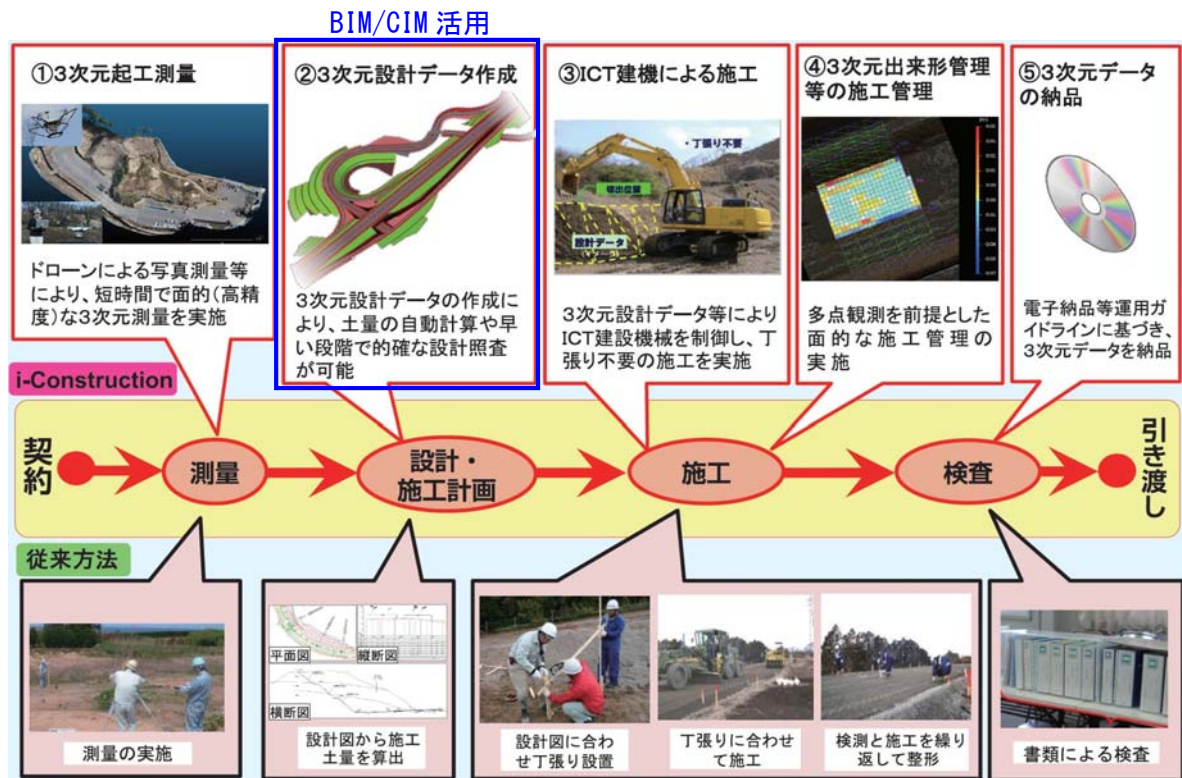 BIM/CIM 活用
①３次元起工測量
ドローンによる写真測量等
により、短時間で面的（高精
度）な３次元測量を実施
②３次元設計データ作成
３次元設計データの作成に
より、土量の自動計算や早
い段階で的確な設計照査
が可能
③ICT建機による施工
・丁張り不要
切出位置
設計データ
３次元設計データ等により
ICT建設機械を制御し、丁
張り不要の施工を実施
④３次元出来形管理
等の施工管理
多点観測を前提とした
面的な施工管理の
実施
⑤３次元データ
の納品
電子納品等運用ガ
イドラインに基づき、
３次元データを納品
i-Construction
契約
測量
設計・
施工計画
施工
検査
引き渡し
従来方法
測量の実施
平面図
縦断図
横断図
設計図から施工
土量を算出
設計図に合わ
せ丁張り設置
丁張りに合わせ
て施工
検測と施工を繰り
返して整形
書類による検査